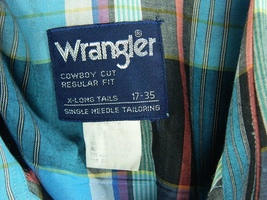 Wrangler
COWBOY CUT
REGULAR FIT
X-LONG TAILS 17-35
SINGLE NEEDLE TAILORING